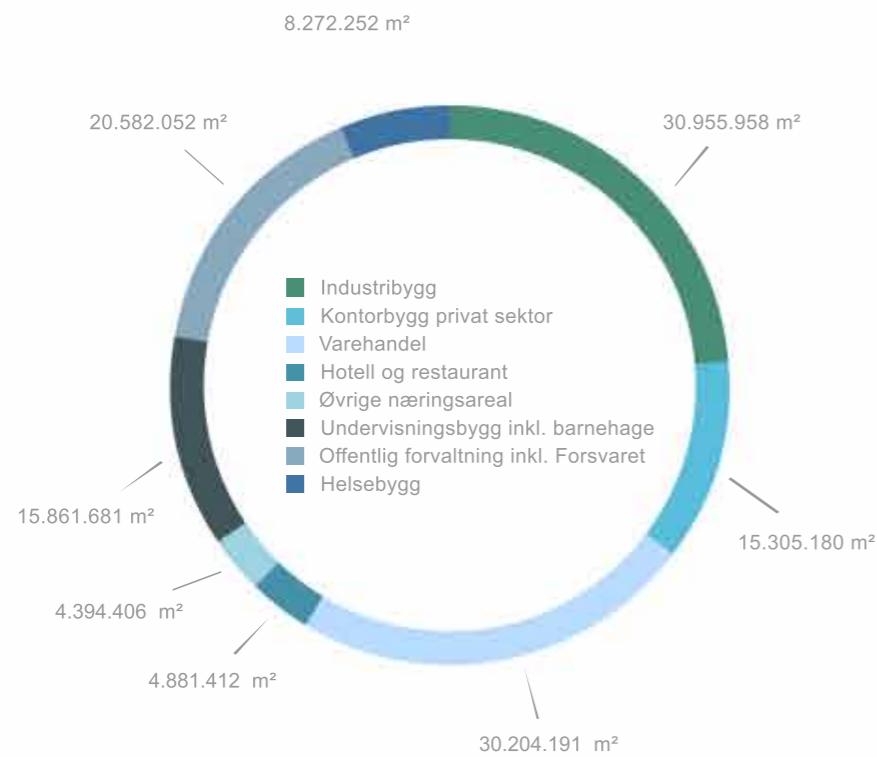 8.272.252 m²
20.582.052 m²
30.955.958 m²
Industribygg
Kontorbygg privat sektor
Varehandel
Hotell og restaurant
Øvrige næringsareal
Undervisningsbygg inkl. barnehage
Offentlig forvaltning inkl. Forsvaret
Helsebygg
15.861.681 m²
15.305.180 m²
4.394.406 m²
4.881.412 m²
30.204.191 m²